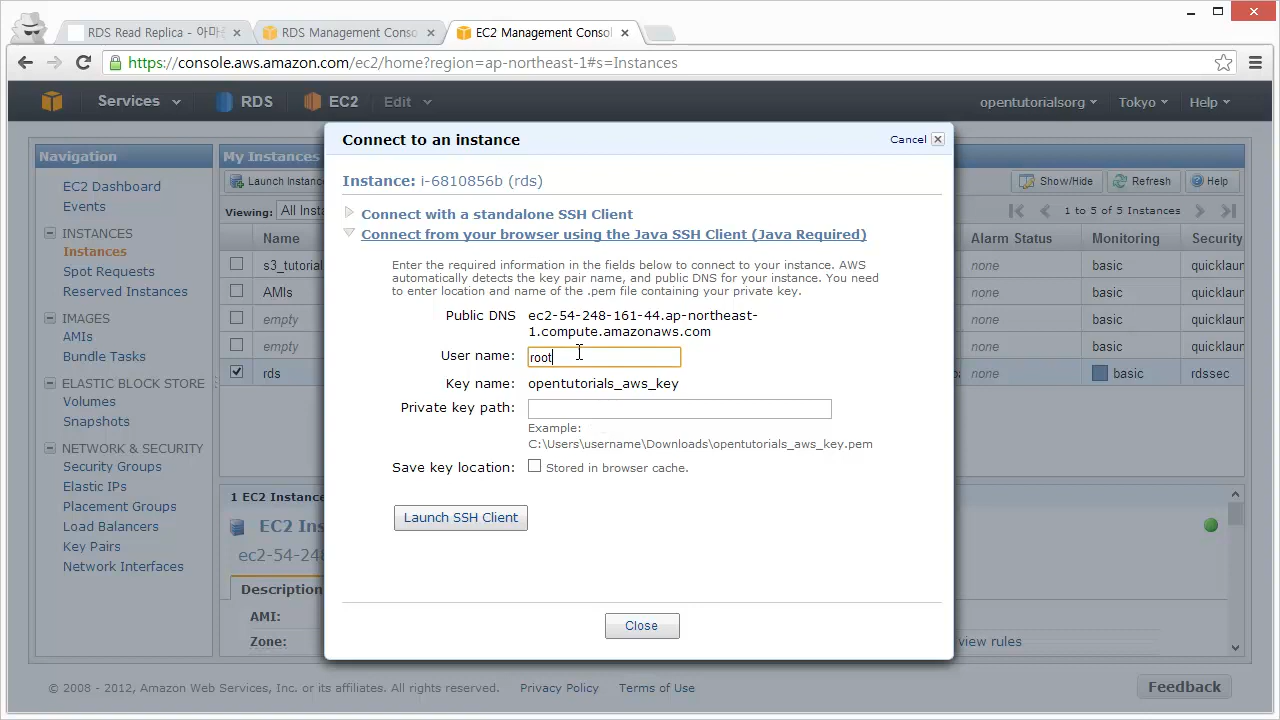 RDS Read Replica - 아마
RDS Management Conso
EC2 Management Consol
https://console.aws.amazon.com/ec2/home?region=ap-northeast-1#s=Instances
Services
RDS
EC2
Edit
opentutorialsorg
Tokyo
Help
Navigation
EC2 Dashboard
Events
INSTANCES
Instances
Spot Requests
Reserved Instances
IMAGES
AMIs
Bundle Tasks
ELASTIC BLOCK STORE
Volumes
Snapshots
NETWORK & SECURITY
Security Groups
Elastic IPs
Placement Groups
Load Balancers
Key Pairs
Network Interfaces
My Instances
Launch Instanc
Show/Hide
Refresh
Help
Viewing: All Insta
1 to 5 of 5 Instances
Name
Alarm Status
Monitoring
Security
s3_tutorial
none
basic
quicklaun
AMIs
none
basic
quicklaun
empty
none
basic
quicklaun
empty
none
basic
quicklaun
rds
none
basic
rdssec
1 EC2 Instanc
EC2 Ins
ec2-54-248
Description
AMI:
Zone:
view rules
Connect to an instance
Cancel
Instance: i-6810856b (rds)
Connect with a standalone SSH Client
Connect from your browser using the Java SSH Client (Java Required)
Enter the required information in the fields below to connect to your instance. AWS
automatically detects the key pair name, and public DNS for your instance. You need
to enter location and name of the .pem file containing your private key.
Public DNS ec2-54-248-161-44.ap-northeast-
1.compute.amazonaws.com
User name: root
Key name: opentutorials_aws_key
Private key path:
Example:
C:\Users\username\Downloads\opentutorials_aws_key.pem
Save key location: Stored in browser cache.
Launch SSH Client
Close
© 2008 - 2012, Amazon Web Services, Inc. or its affiliates. All rights reserved.
Privacy Policy
Terms of Use
Feedback